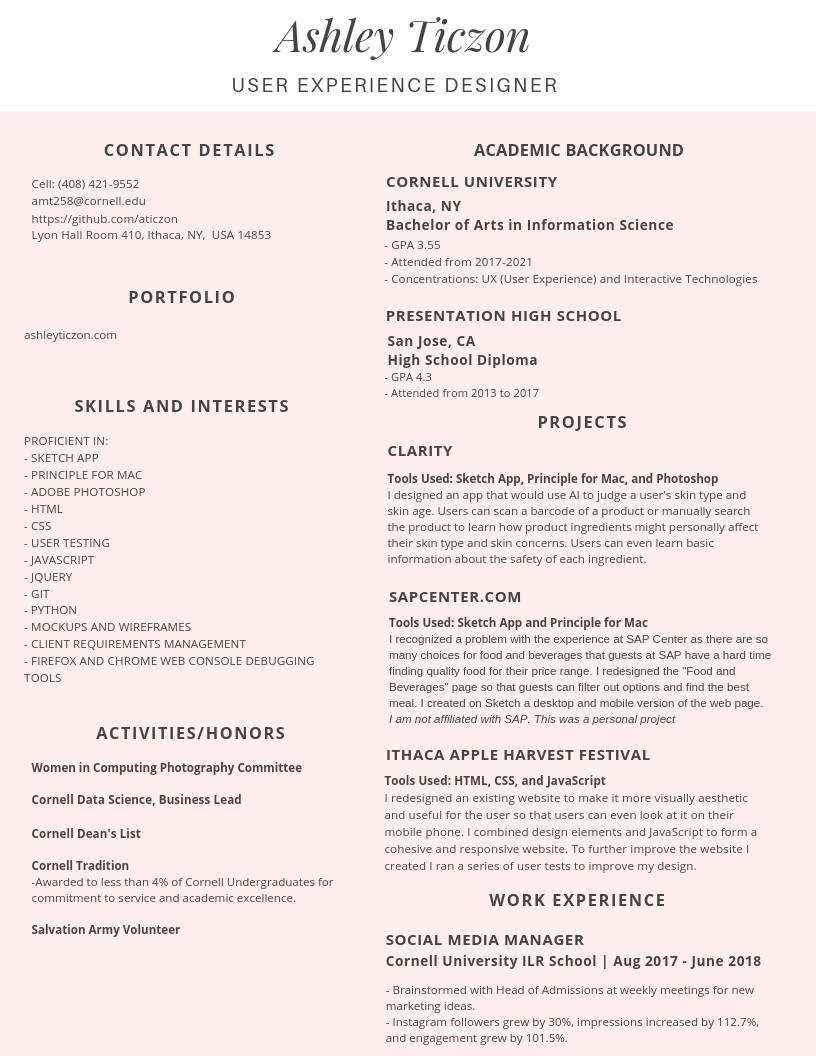 Ashley Ticzon
USER EXPERIENCE DESIGNER
CONTACT DETAILS
Cell: (408) 421-9552
amt258@cornell.edu
https://github.com/aticzon
Lyon Hall Room 410, Ithaca, NY,  USA 14853
PORTFOLIO
ashleyticzon.com
SKILLS AND INTERESTS
PROFICIENT IN:
- SKETCH APP
- PRINCIPLE FOR MAC
- ADOBE PHOTOSHOP
- HTML
- CSS
- USER TESTING
- JAVASCRIPT
- JQUERY
- GIT
- PYTHON
- MOCKUPS AND WIREFRAMES
- CLIENT REQUIREMENTS MANAGEMENT
- FIREFOX AND CHROME WEB CONSOLE DEBUGGING
TOOLS
ACTIVITIES/HONORS
Women in Computing Photography Committee
Cornell Data Science, Business Lead
Cornell Dean's List
Cornell Tradition
-Awarded to less than 4% of Cornell Undergraduates for
commitment to service and academic excellence.
Salvation Army Volunteer
ACADEMIC BACKGROUND
CORNELL UNIVERSITY
Ithaca, NY
Bachelor of Arts in Information Science
- GPA 3.55
- Attended from 2017-2021
- Concentrations: UX (User Experience) and Interactive Technologies
PRESENTATION HIGH SCHOOL
San Jose, CA
High School Diploma
- GPA 4.3
- Attended from 2013 to 2017
PROJECTS
CLARITY
Tools Used: Sketch App, Principle for Mac, and Photoshop
I designed an app that would use AI to judge a user's skin type and
skin age. Users can scan a barcode of a product or manually search
the product to learn how product ingredients might personally affect
their skin type and skin concerns. Users can even learn basic
information about the safety of each ingredient.
SAPCENTER.COM
Tools Used: Sketch App and Principle for Mac
I recognized a problem with the experience at SAP Center as there are so
many choices for food and beverages that guests at SAP have a hard time
finding quality food for their price range. I redesigned the "Food and
Beverages" page so that guests can filter out options and find the best
meal. I created on Sketch a desktop and mobile version of the web page.
I am not affiliated with SAP. This was a personal project
ITHACA APPLE HARVEST FESTIVAL
Tools Used: HTML, CSS, and JavaScript
I redesigned an existing website to make it more visually aesthetic
and useful for the user so that users can even look at it on their
mobile phone. I combined design elements and JavaScript to form a
cohesive and responsive website. To further improve the website I
created I ran a series of user tests to improve my design.
WORK EXPERIENCE
SOCIAL MEDIA MANAGER
Cornell University ILR School | Aug 2017 - June 2018
- Brainstormed with Head of Admissions at weekly meetings for new
marketing ideas.
- Instagram followers grew by 30%, impressions increased by 112.7%,
and engagement grew by 101.5%.